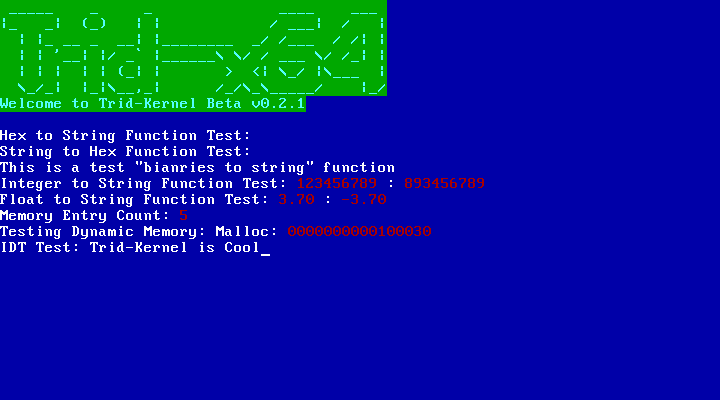 Trid-x64
Welcome to Trid-Kernel Beta v0.2.1
Hex to String Function Test:
String to Hex Function Test:
This is a test "bianries to string" function
Integer to String Function Test: 123456789 : 893456789
Float to String Function Test: 3.70 : -3.70
Memory Entry Count: 5
Testing Dynamic Memory: Malloc: 0000000000100030
IDT Test: Trid-Kernel is Cool_